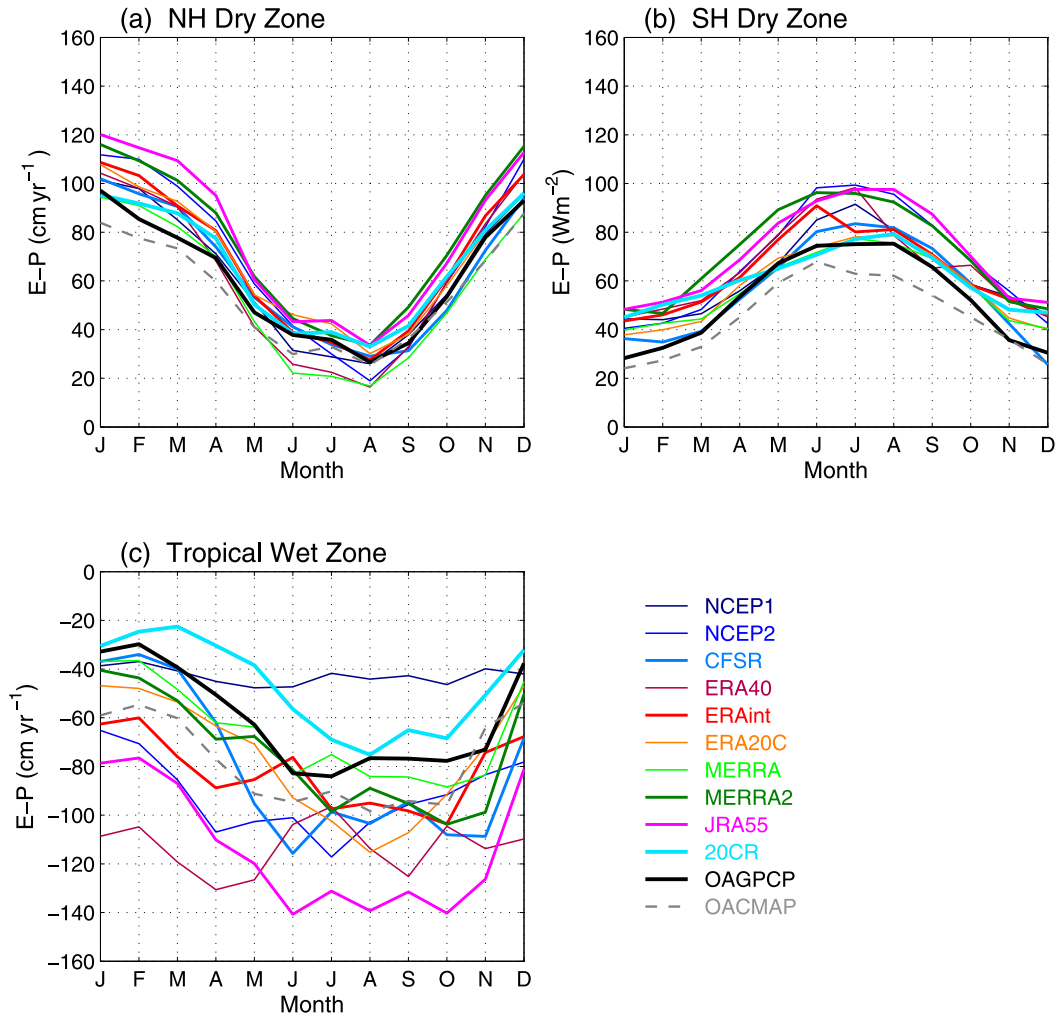 (a) NH Dry Zone
160
140
120
100
80
60
40
20
0
E−P (cm yr−1)
J F M A M J J A S O N D
Month
(b) SH Dry Zone
160
140
120
100
80
60
40
20
0
E−P (Wm−2)
J F M A M J J A S O N D
Month
(c) Tropical Wet Zone
0
−20
−40
−60
−80
−100
−120
−140
−160
E−P (cm yr−1)
J F M A M J J A S O N D
Month
NCEP1
NCEP2
CFSR
ERA40
ERAint
ERA20C
MERRA
MERRA2
JRA55
20CR
OAGPCP
OACMAP